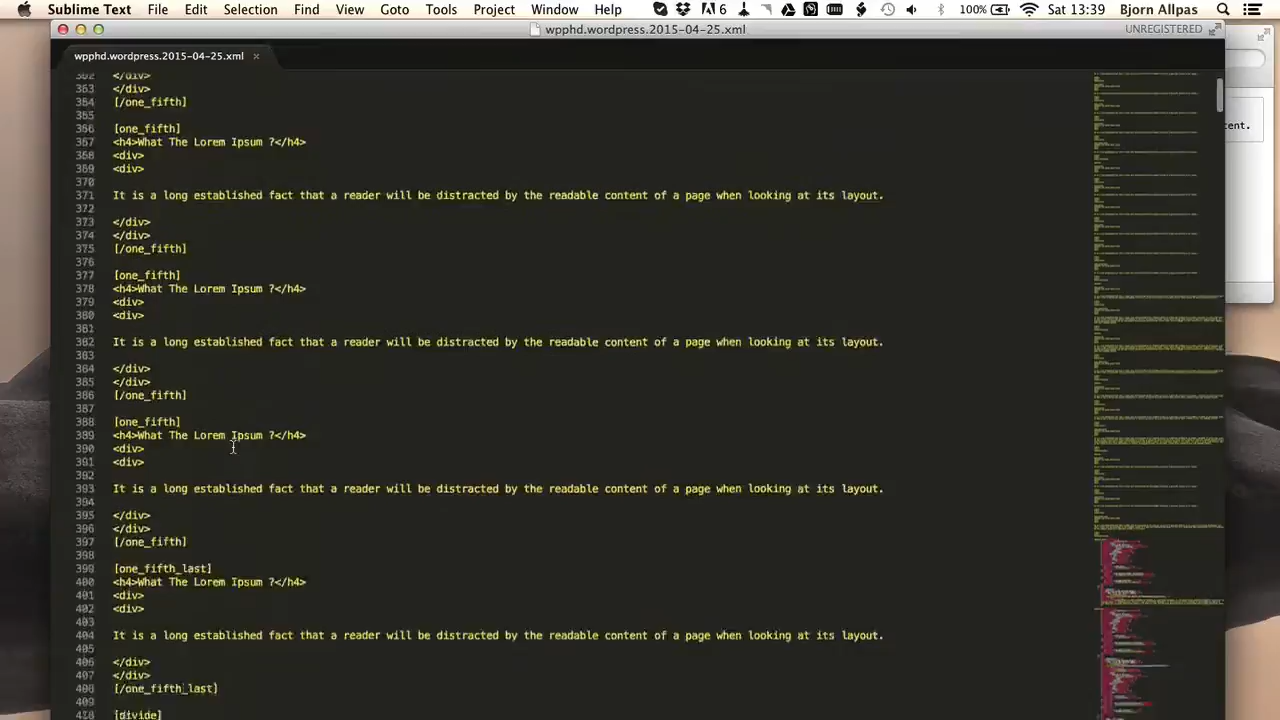 Sublime Text File Edit Selection Find View Goto Tools Project Window Help 6 100% Sat 13:39 Bjorn Allpas
wpphd.wordpress.2015-04-25.xml UNREGISTERED
wpphd.wordpress.2015-04-25.xml ×
362 </div>
363 </div>
364 [/one_fifth]
365
366 [one_fifth]
367 <h4>What The Lorem Ipsum ?</h4>
368 <div>
369 <div>
370
371 It is a long established fact that a reader will be distracted by the readable content of a page when looking at its layout.
372
373 </div>
374 </div>
375 [/one_fifth]
376
377 [one_fifth]
378 <h4>What The Lorem Ipsum ?</h4>
379 <div>
380 <div>
381
382 It is a long established fact that a reader will be distracted by the readable content of a page when looking at its layout.
383
384 </div>
385 </div>
386 [/one_fifth]
387
388 [one_fifth]
389 <h4>What The Lorem Ipsum ?</h4>
390 <div>
391 <div>
392
393 It is a long established fact that a reader will be distracted by the readable content of a page when looking at its layout.
394
395 </div>
396 </div>
397 [/one_fifth]
398
399 [one_fifth_last]
400 <h4>What The Lorem Ipsum ?</h4>
401 <div>
402 <div>
403
404 It is a long established fact that a reader will be distracted by the readable content of a page when looking at its layout.
405
406 </div>
407 </div>
408 [/one_fifth_last]
409
410 [divide]